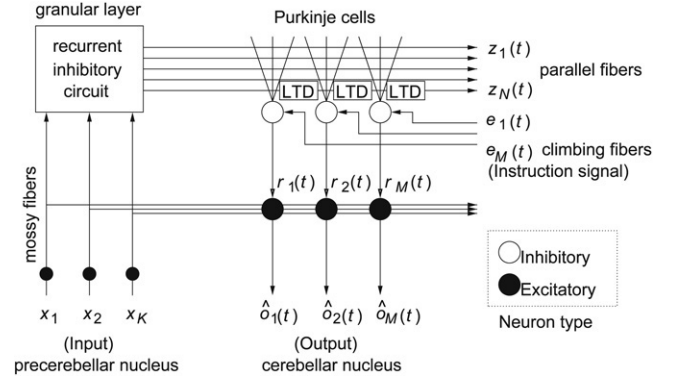 granular layer
Purkinje cells
recurrent
inhibitory
circuit
z1(t)
parallel fibers
zN(t)
LTD LTD LTD
e1(t)
eM(t) climbing fibers
(Instruction signal)
r1(t) r2(t) rM(t)
mossy fibers
Inhibitory
Excitatory
Neuron type
x1 x2 xK
ô1(t) ô2(t) ôM(t)
(Input)
precerebellar nucleus
(Output)
cerebellar nucleus